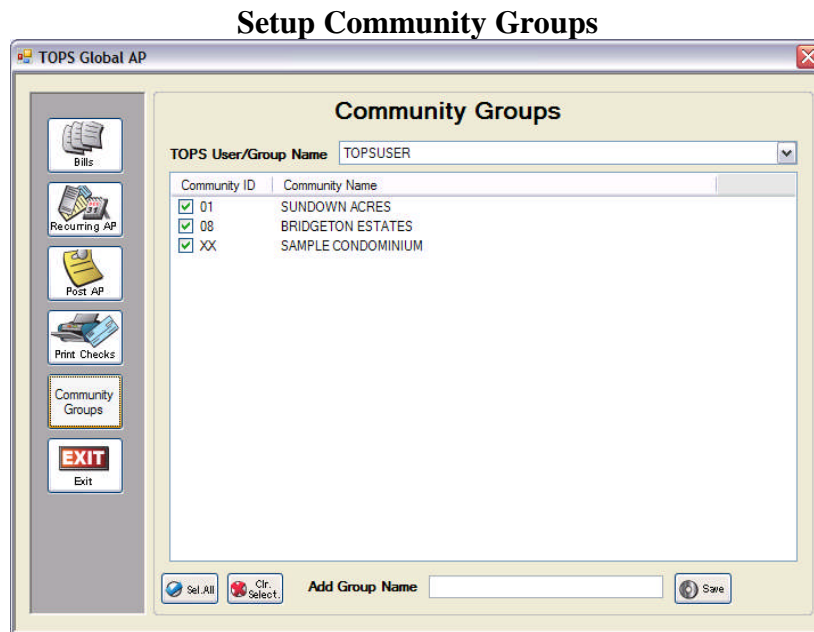 Setup Community Groups
TOPS Global AP
Community Groups
Bills
TOPS User/Group Name TOPSUSER
Community ID Community Name
01 SUNDOWN ACRES
08 BRIDGETON ESTATES
XX SAMPLE CONDOMINIUM
Recurring AP
DEC
31
Post AP
Print Checks
Community
Groups
EXIT
Exit
Sel.All
Clr.
Select.
Add Group Name
Save